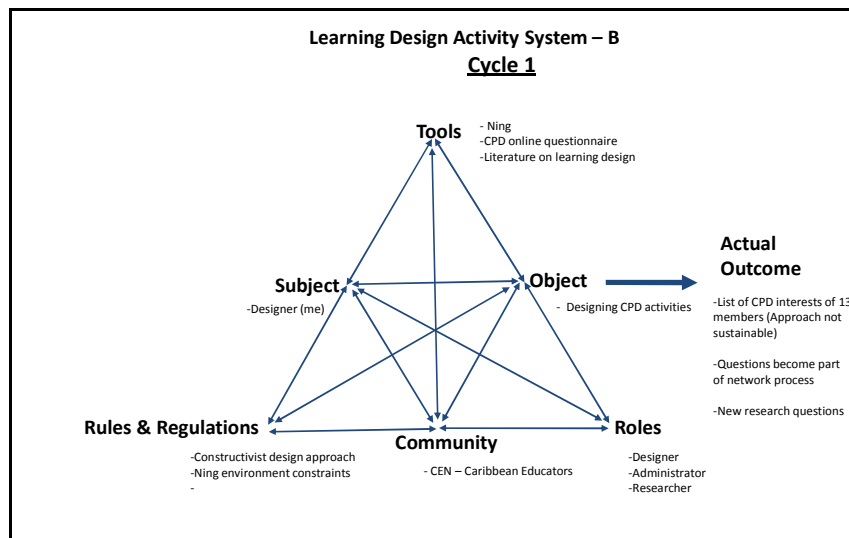 Learning Design Activity System – B
Cycle 1
Tools
- Ning
-CPD online questionnaire
-Literature on learning design
Subject
-Designer (me)
Object
- Designing CPD activities
Actual
Outcome
-List of CPD interests of 13
members (Approach not
sustainable)
-Questions become part
of network process
-New research questions
Rules & Regulations
-Constructivist design approach
-Ning environment constraints
-
Community
- CEN – Caribbean Educators
Roles
-Designer
-Administrator
-Researcher